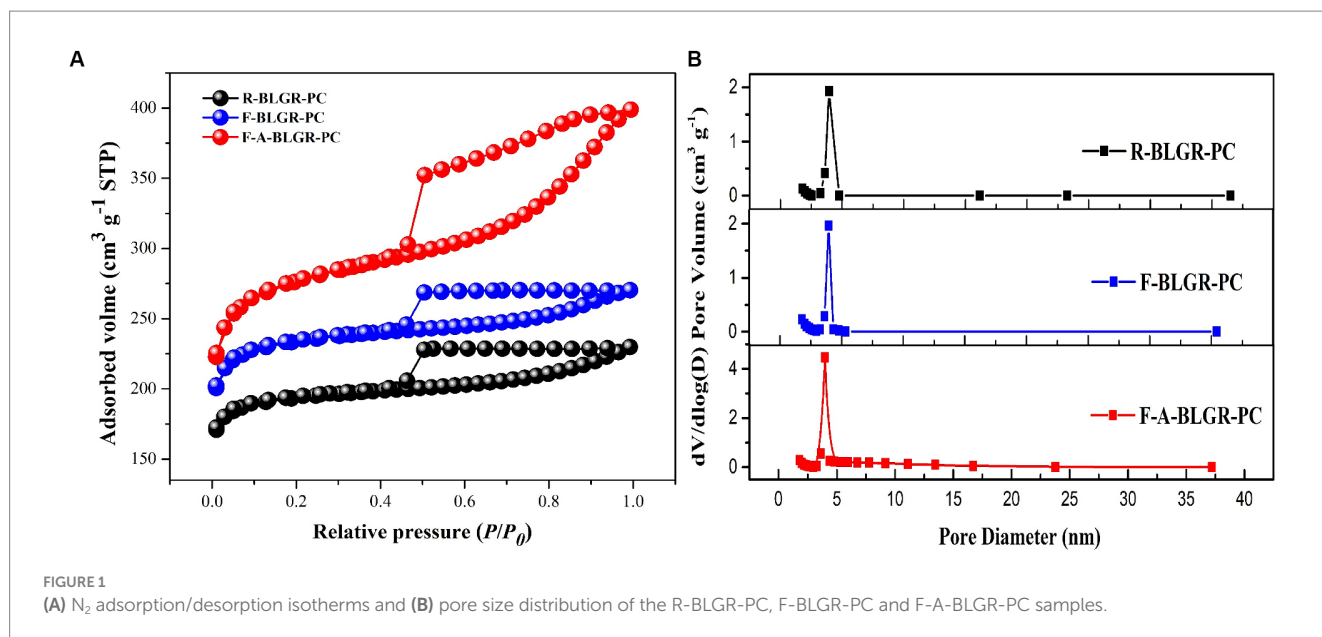 A
400
350
300
250
200
150
Adsorbed volme (cm³ g⁻¹ STP)
R-BLGR-PC
F-BLGR-PC
F-A-BLGR-PC
0.0 0.2 0.4 0.6 0.8 1.0
Relative pressure (P/P₀)
B
2
1
0
R-BLGR-PC
2
1
0
F-BLGR-PC
4
2
0
F-A-BLGR-PC
dV/dlog(D) Pore Volume (cm³ g⁻¹)
0 5 10 15 20 25 30 35 40
Pore Diameter (nm)
FIGURE 1
(A) N₂ adsorption/desorption isotherms and (B) pore size distribution of the R-BLGR-PC, F-BLGR-PC and F-A-BLGR-PC samples.